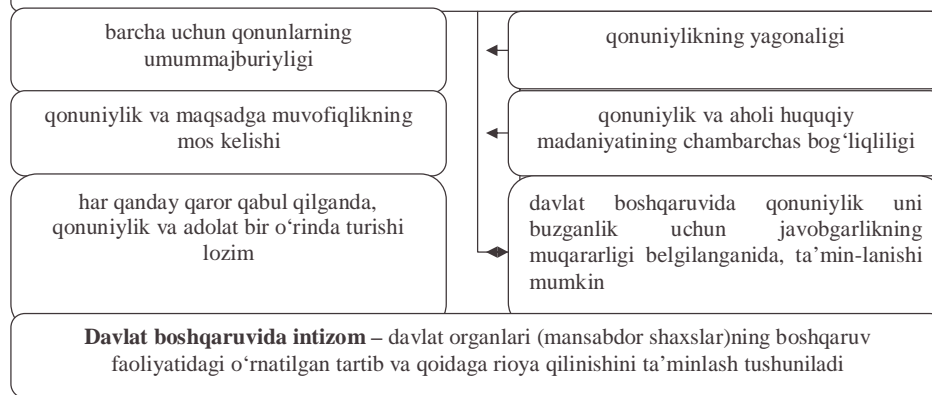 barcha uchun qonunlarning
umummajburiyligi
qonuniylikning yagonaligi
qonuniylik va maqsadga muvofiqlikning
mos kelishi
qonuniylik va aholi huquqiy
madaniyatining chambarchas bog‘liqliligi
har qanday qaror qabul qilganda,
qonuniylik va adolat bir o‘rinda turishi
lozim
davlat boshqaruvida qonuniylik uni
buzganlik uchun javobgarlikning
muqararligi belgilanganida, ta’min-lanishi
mumkin
Davlat boshqaruvida intizom – davlat organlari (mansabdor shaxslar)ning boshqaruv
faoliyatidagi o‘rnatilgan tartib va qoidaga rioya qilinishini ta’minlash tushuniladi